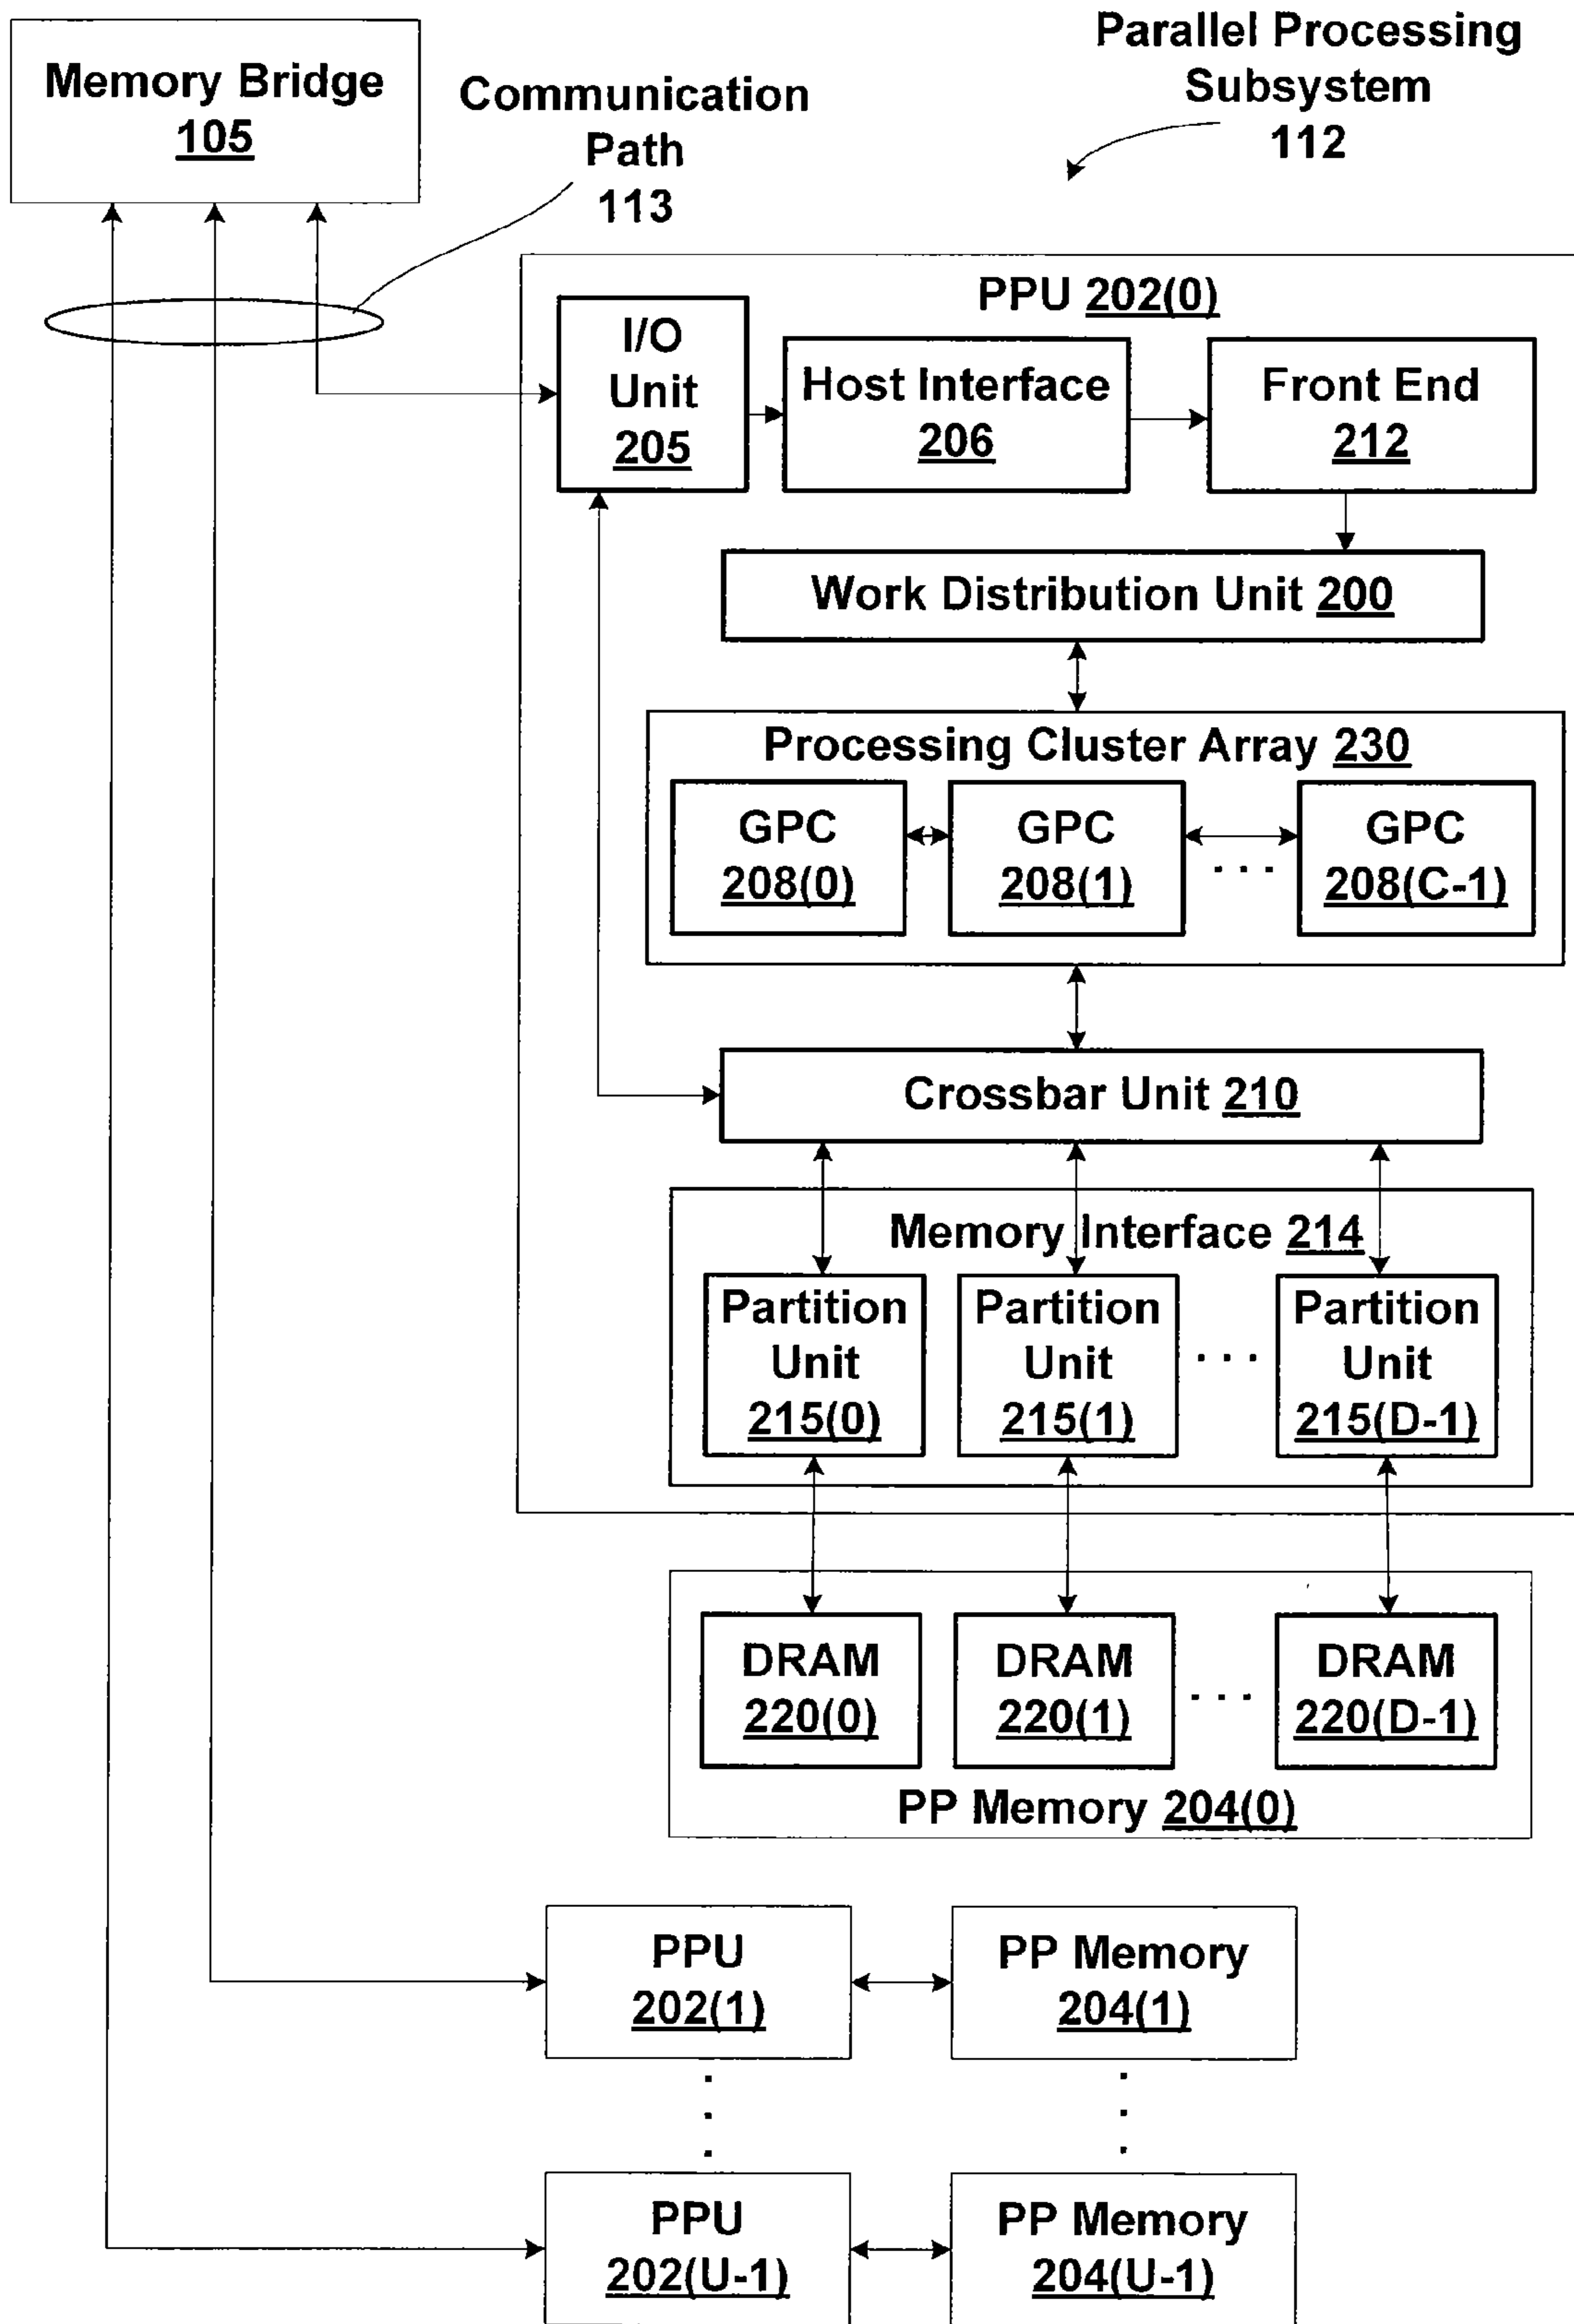 Parallel Processing
Subsystem
112
Memory Bridge
105
Communication
Path
113
PPU 202(0)
I/O
Unit
205
Host Interface
206
Front End
212
Work Distribution Unit 200
Processing Cluster Array 230
GPC
208(0)
GPC
208(1)
. . .
GPC
208(C-1)
Crossbar Unit 210
Memory Interface 214
Partition
Unit
215(0)
Partition
Unit
215(1)
. . .
Partition
Unit
215(D-1)
DRAM
220(0)
DRAM
220(1)
. . .
DRAM
220(D-1)
PP Memory 204(0)
PPU
202(1)
PP Memory
204(1)
PPU
202(U-1)
PP Memory
204(U-1)